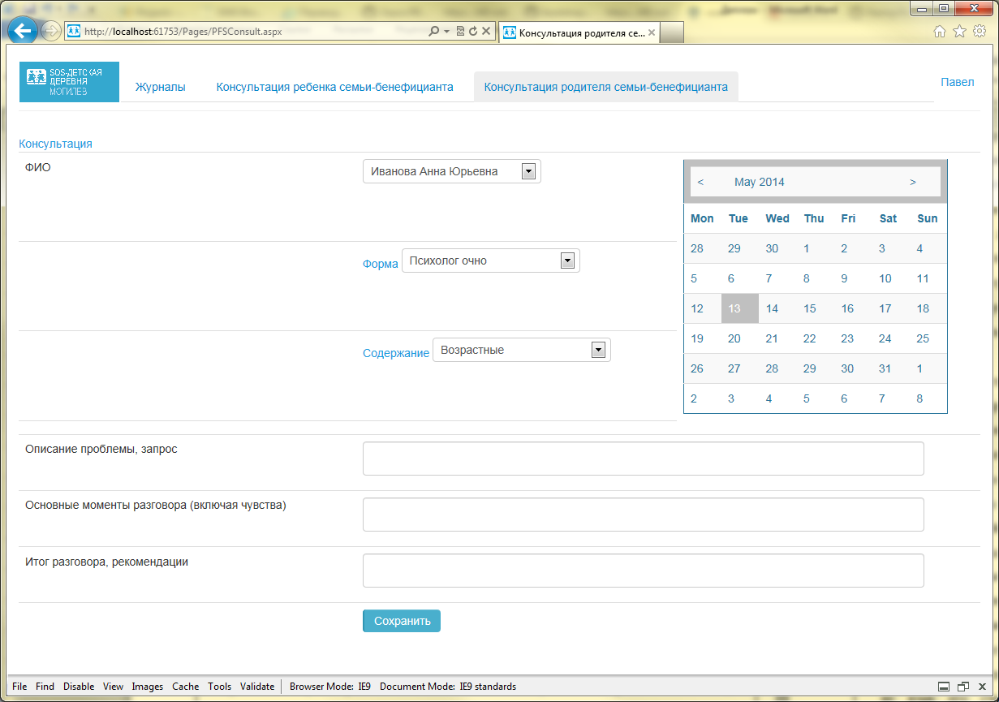 http://localhost:61753/Pages/PFSConsult.aspx
Консультация родителя се...
SOS-ДЕТСКАЯ
ДЕРЕВНЯ
МОГИЛЕВ
Журналы
Консультация ребенка семьи-бенефицианта
Консультация родителя семьи-бенефицианта
Павел
Консультация
ФИО
Иванова Анна Юрьевна
< May 2014 >
Mon Tue Wed Thu Fri Sat Sun
28 29 30 1 2 3 4
5 6 7 8 9 10 11
12 13 14 15 16 17 18
19 20 21 22 23 24 25
26 27 28 29 30 31 1
2 3 4 5 6 7 8
Форма Психолог очно
Содержание Возрастные
Описание проблемы, запрос
Основные моменты разговора (включая чувства)
Итог разговора, рекомендации
Сохранить
File Find Disable View Images Cache Tools Validate Browser Mode: IE9 Document Mode: IE9 standards